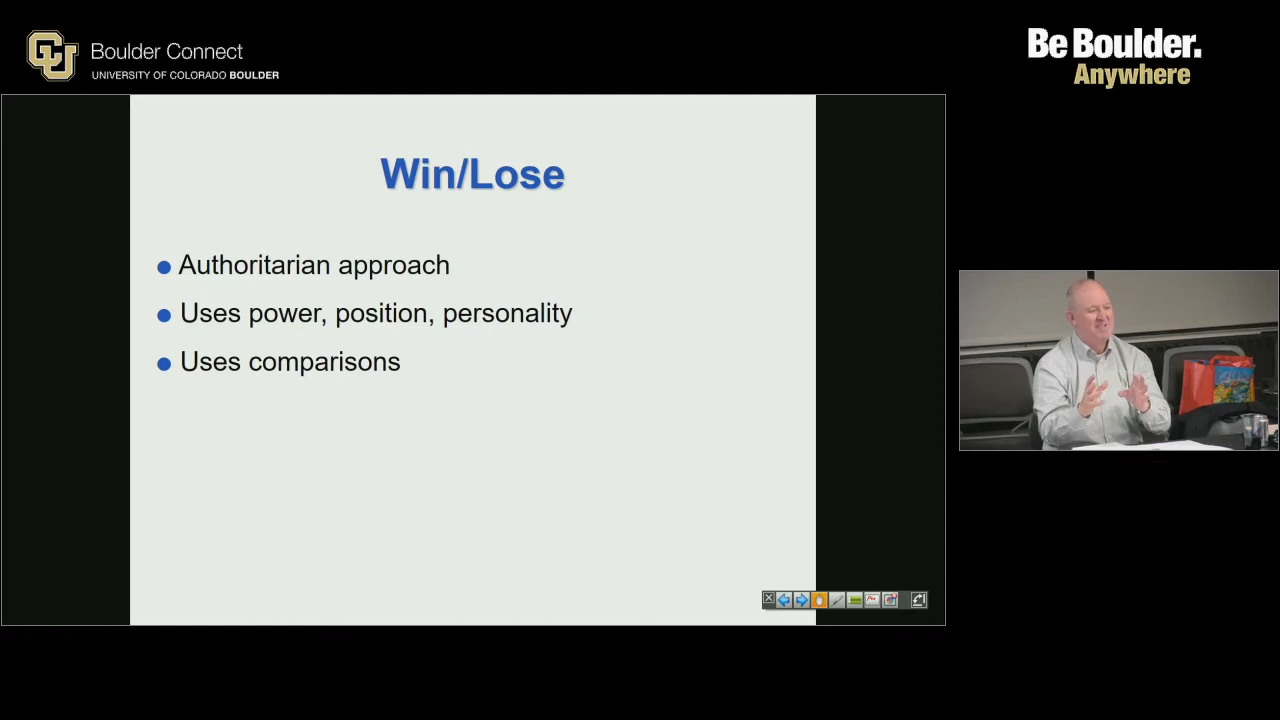 CU
Boulder Connect
UNIVERSITY OF COLORADO BOULDER
Be Boulder.
Anywhere
Win/Lose
Authoritarian approach
Uses power, position, personality
Uses comparisons